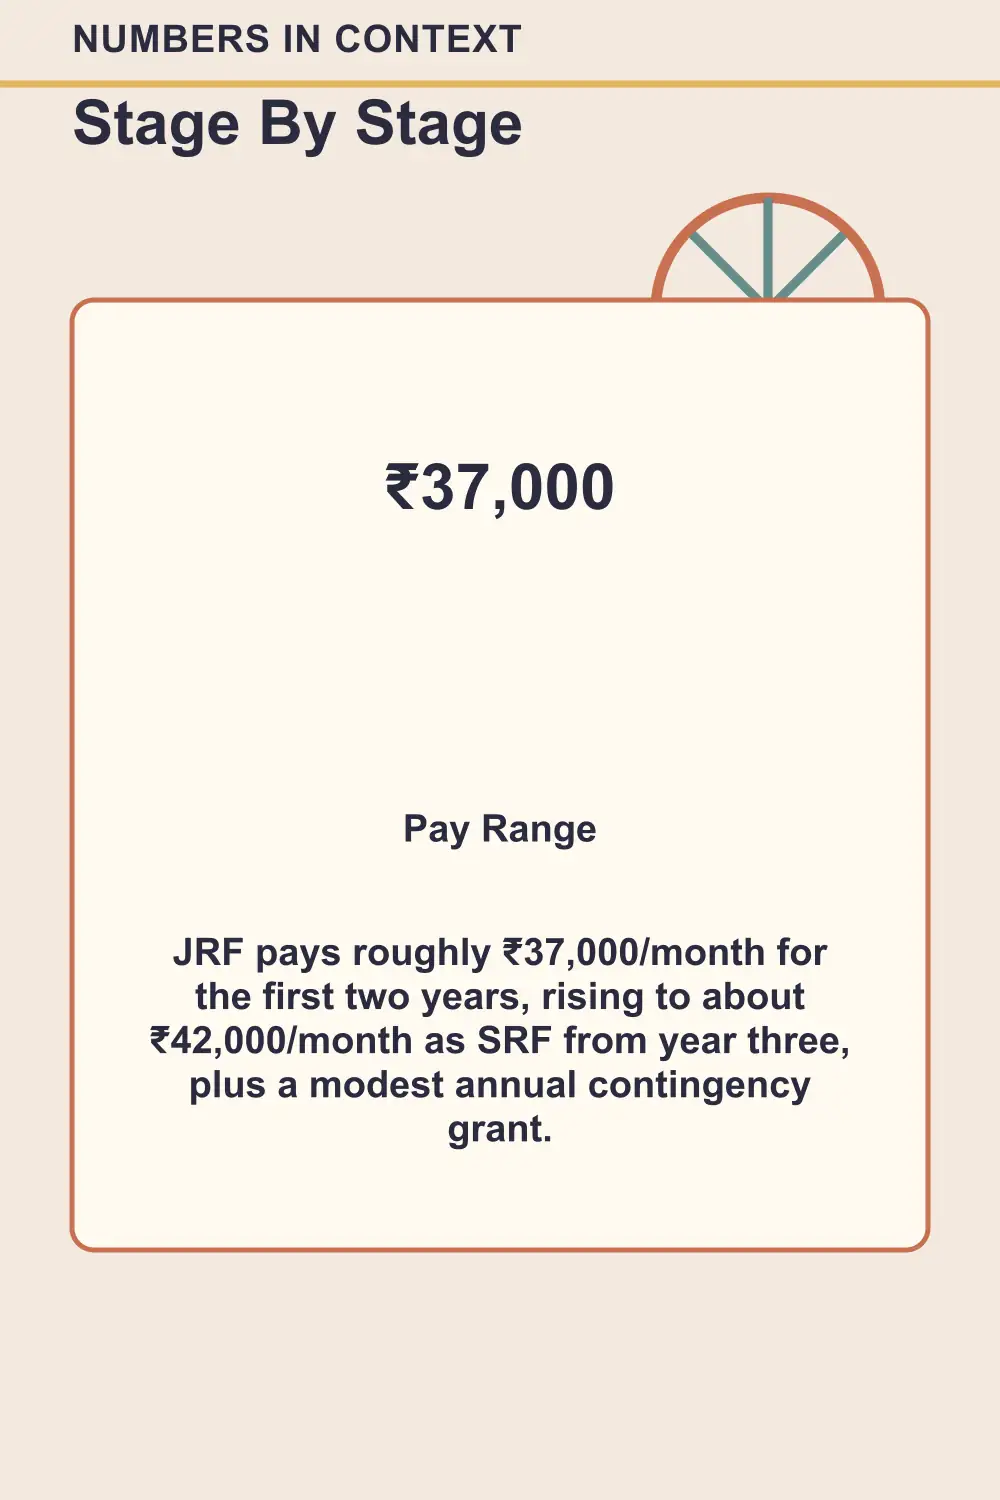 NUMBERS IN CONTEXT
Stage By Stage
₹37,000
Pay Range
JRF pays roughly ₹37,000/month for
the first two years, rising to about
₹42,000/month as SRF from year three,
plus a modest annual contingency
grant.